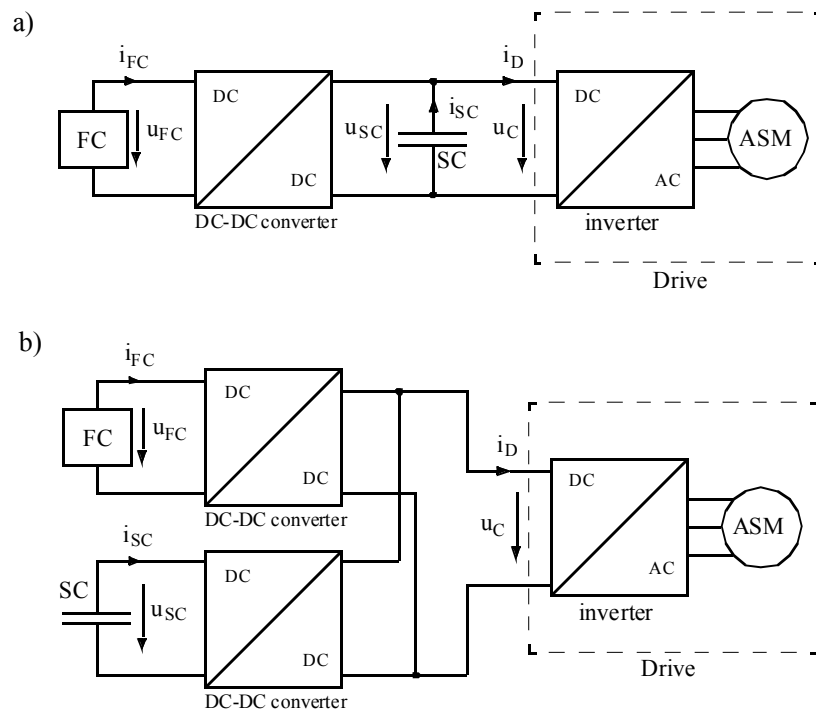 a)
i_FC
i_D
DC
DC
i_SC
FC
u_FC
u_SC
u_C
ASM
SC
DC
AC
DC-DC converter
inverter
Drive
b)
i_FC
DC
FC
u_FC
i_D
DC
DC
DC-DC converter
u_C
ASM
i_SC
SC
DC
AC
u_SC
inverter
DC
Drive
DC-DC converter